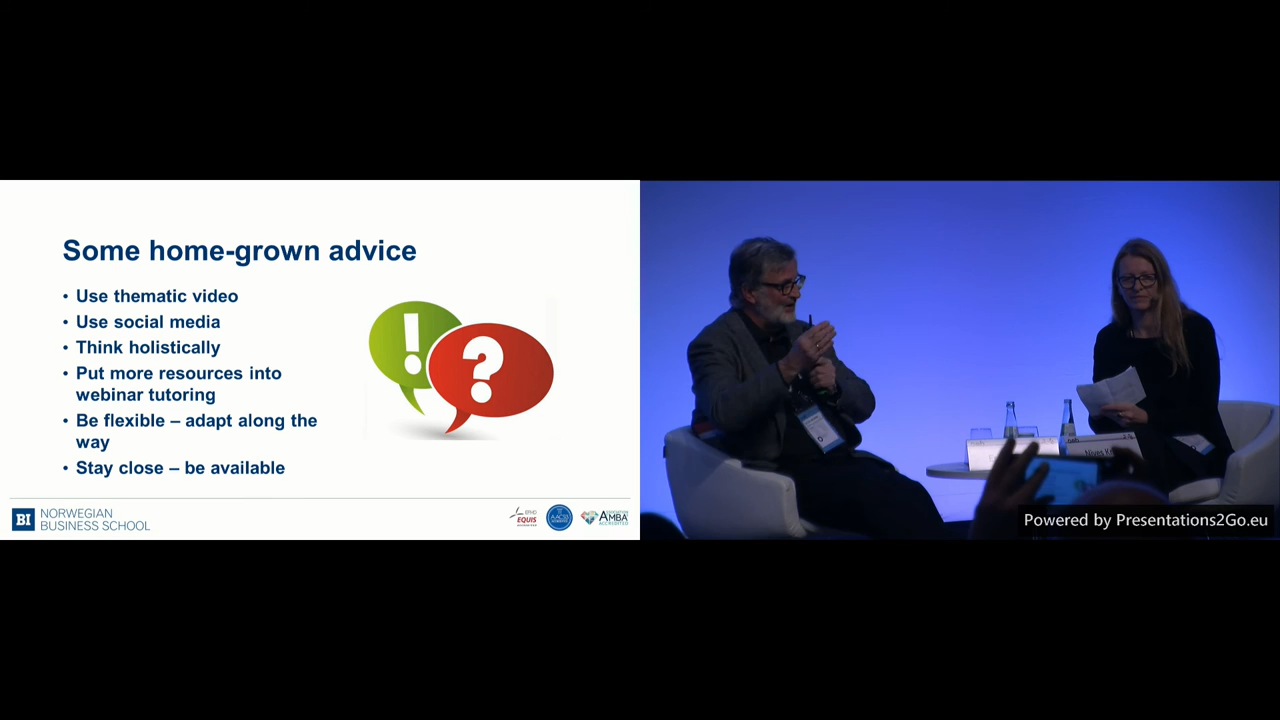 Some home-grown advice
• Use thematic video
• Use social media
• Think holistically
• Put more resources into
webinar tutoring
• Be flexible – adapt along the
way
• Stay close – be available
!
?
BI
NORWEGIAN
BUSINESS SCHOOL
EFMD
EQUIS
AMBA
ACCREDITED
Powered by Presentations2Go.eu